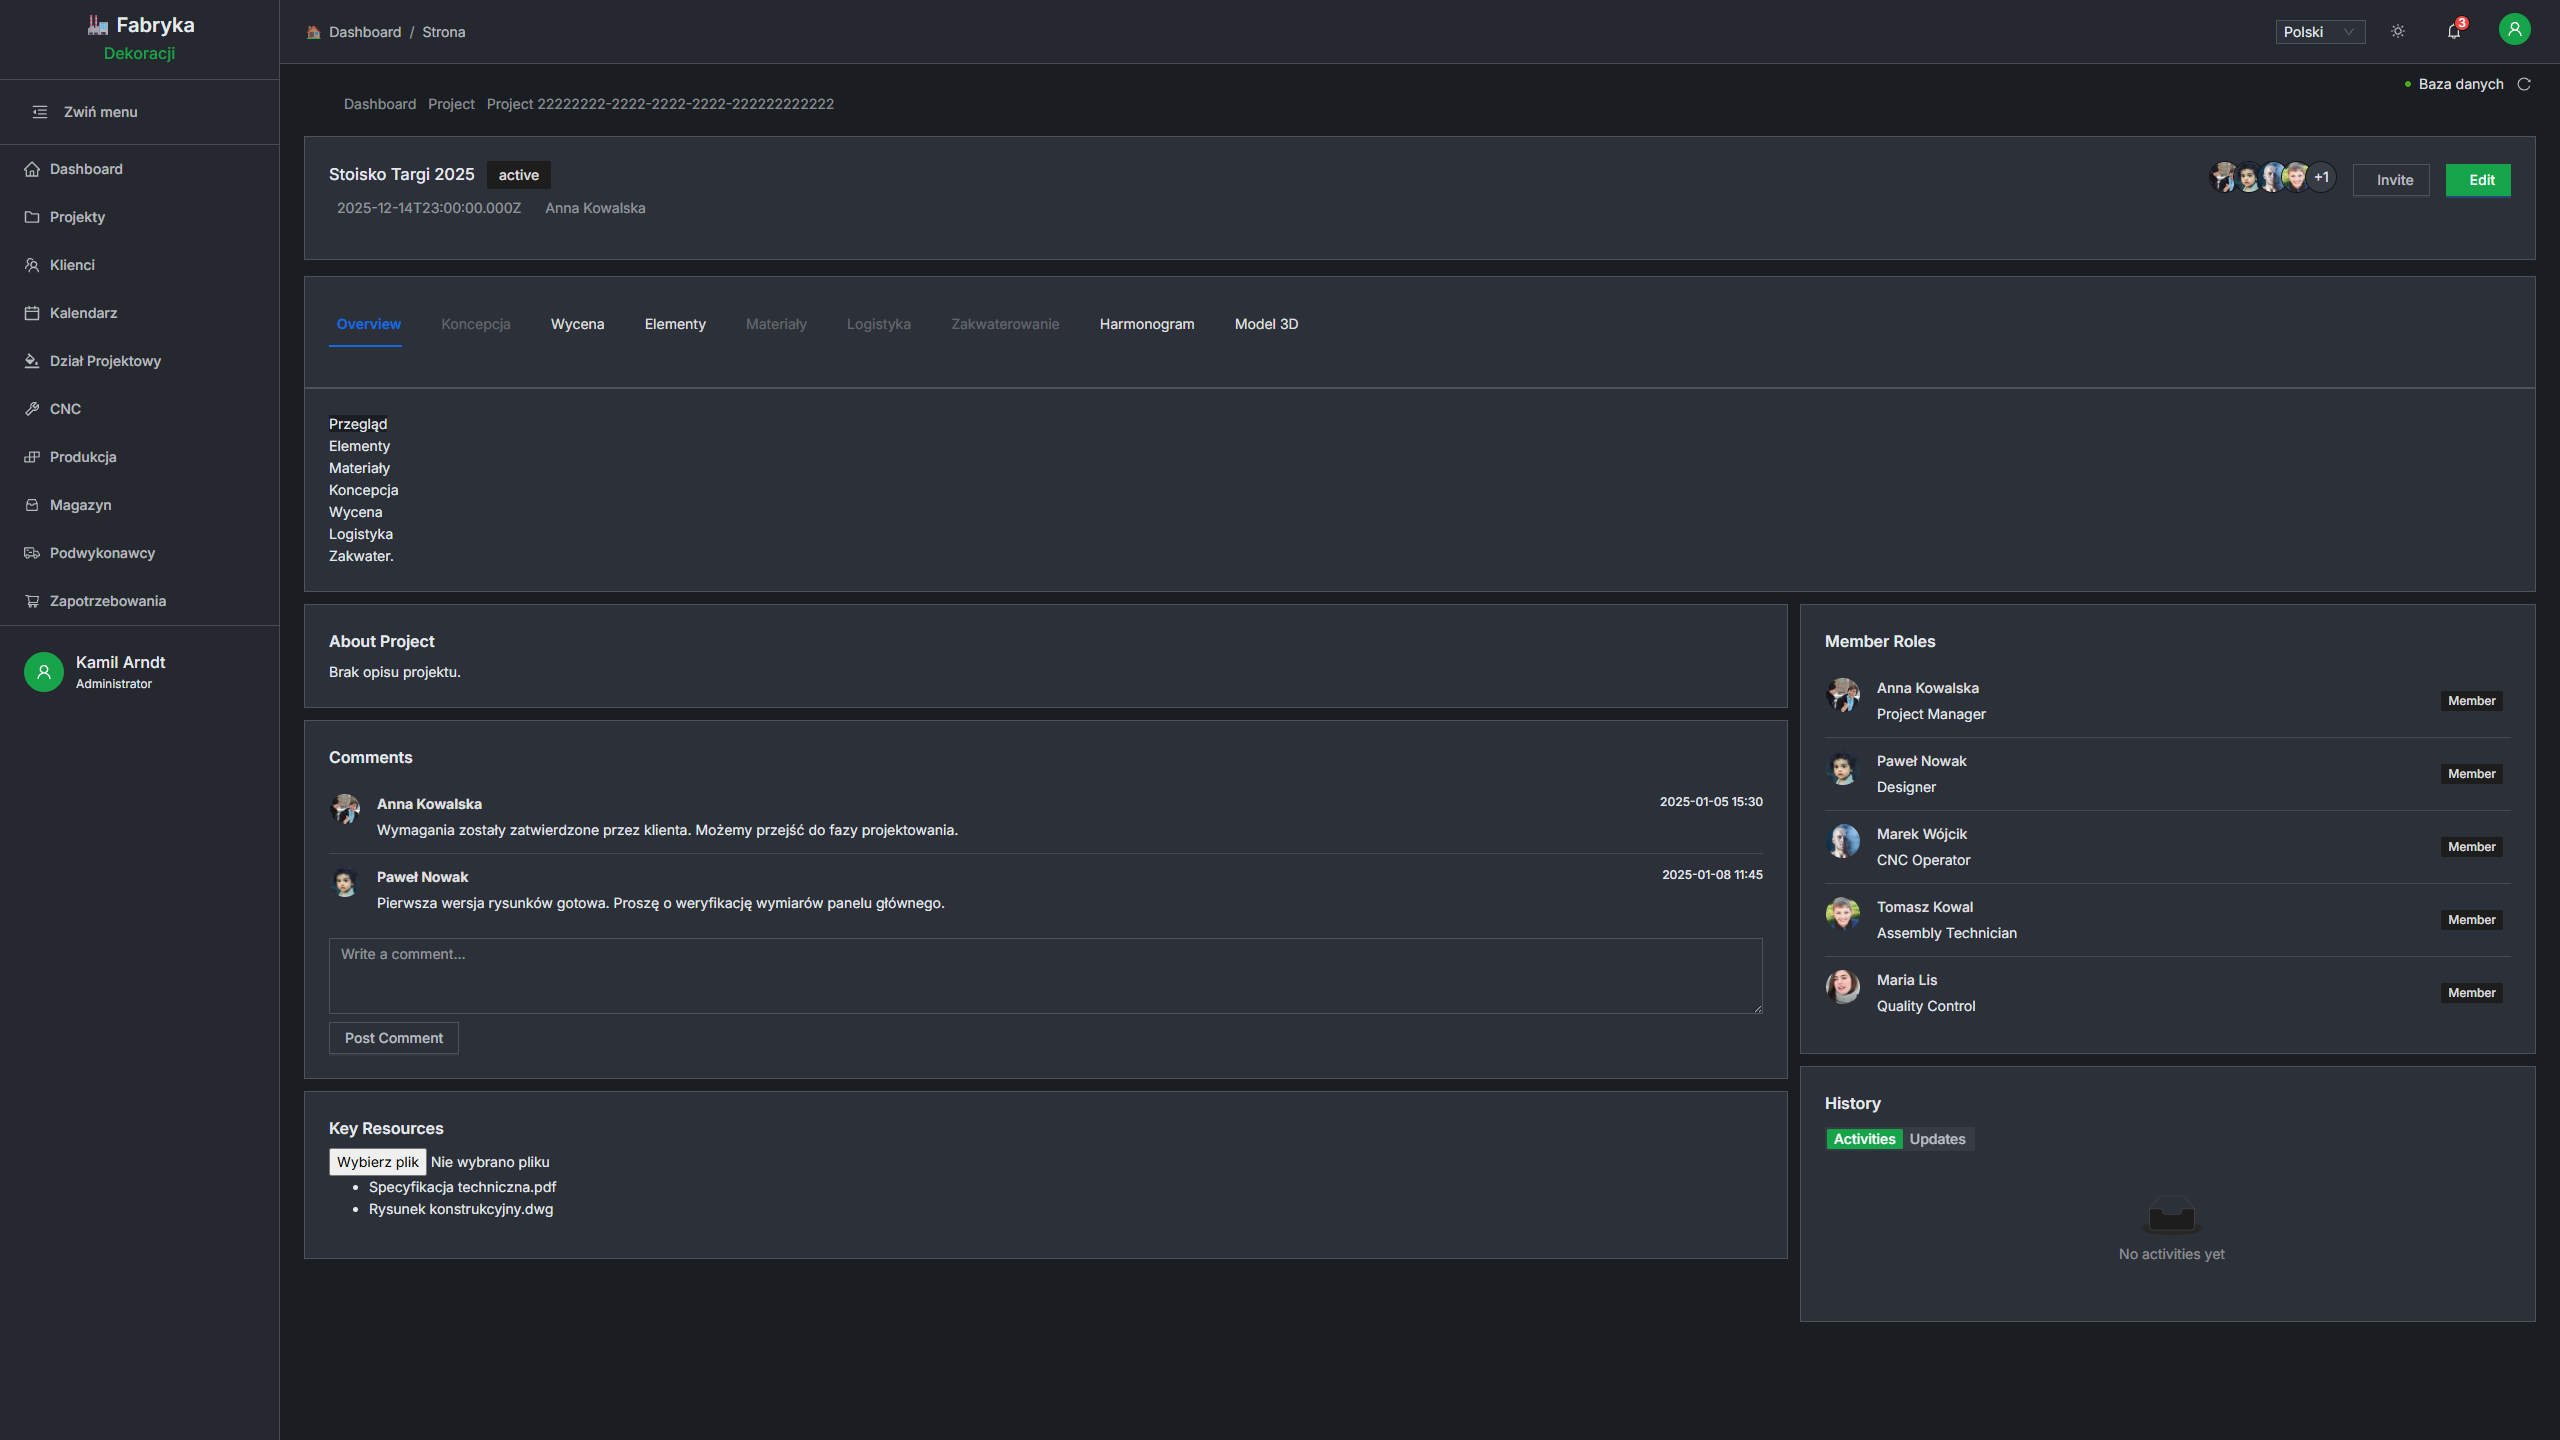 Fabryka
Dekoracji
Zwiń menu
Dashboard
Projekty
Klienci
Kalendarz
Dział Projektowy
CNC
Produkcja
Magazyn
Podwykonawcy
Zapotrzebowania
Kamil Arndt
Administrator
Dashboard / Strona
Polski
3
Baza danych
Dashboard Project Project 22222222-2222-2222-2222-222222222222
Stoisko Targi 2025 active
2025-12-14T23:00:00.000Z Anna Kowalska
+1 Invite Edit
Overview Koncepcja Wycena Elementy Materiały Logistyka Zakwaterowanie Harmonogram Model 3D
Przegląd
Elementy
Materiały
Koncepcja
Wycena
Logistyka
Zakwater.
About Project
Brak opisu projektu.
Comments
Anna Kowalska 2025-01-05 15:30
Wymagania zostały zatwierdzone przez klienta. Możemy przejść do fazy projektowania.
Paweł Nowak 2025-01-08 11:45
Pierwsza wersja rysunków gotowa. Proszę o weryfikację wymiarów panelu głównego.
Write a comment...
Post Comment
Key Resources
Wybierz plik Nie wybrano pliku
Specyfikacja techniczna.pdf
Rysunek konstrukcyjny.dwg
Member Roles
Anna Kowalska
Project Manager
Member
Paweł Nowak
Designer
Member
Marek Wójcik
CNC Operator
Member
Tomasz Kowal
Assembly Technician
Member
Maria Lis
Quality Control
Member
History
Activities Updates
No activities yet